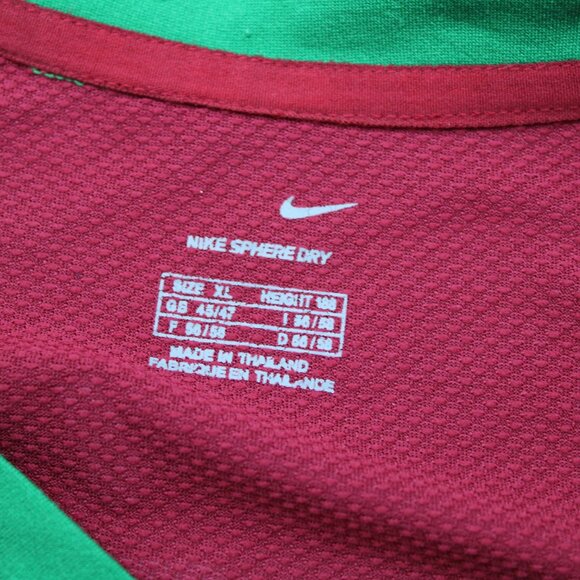 NIKE SPHERE DRY
SIZE XL HEIGHT 188
GB 45/47 I 56/58
F 56/58 D 56/58
MADE IN THAILAND
FABRIQUE EN THAILANDE